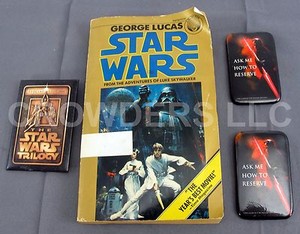 GEORGE LUCAS
STAR
WARS
FROM THE ADVENTURES OF LUKE SKYWALKER
"THE
YEAR'S BEST MOVIE!"
THE
STAR
WARS
TRILOGY
ASK ME
HOW TO
RESERVE
ASK ME
HOW TO
RESERVE
CROWDERS LLC